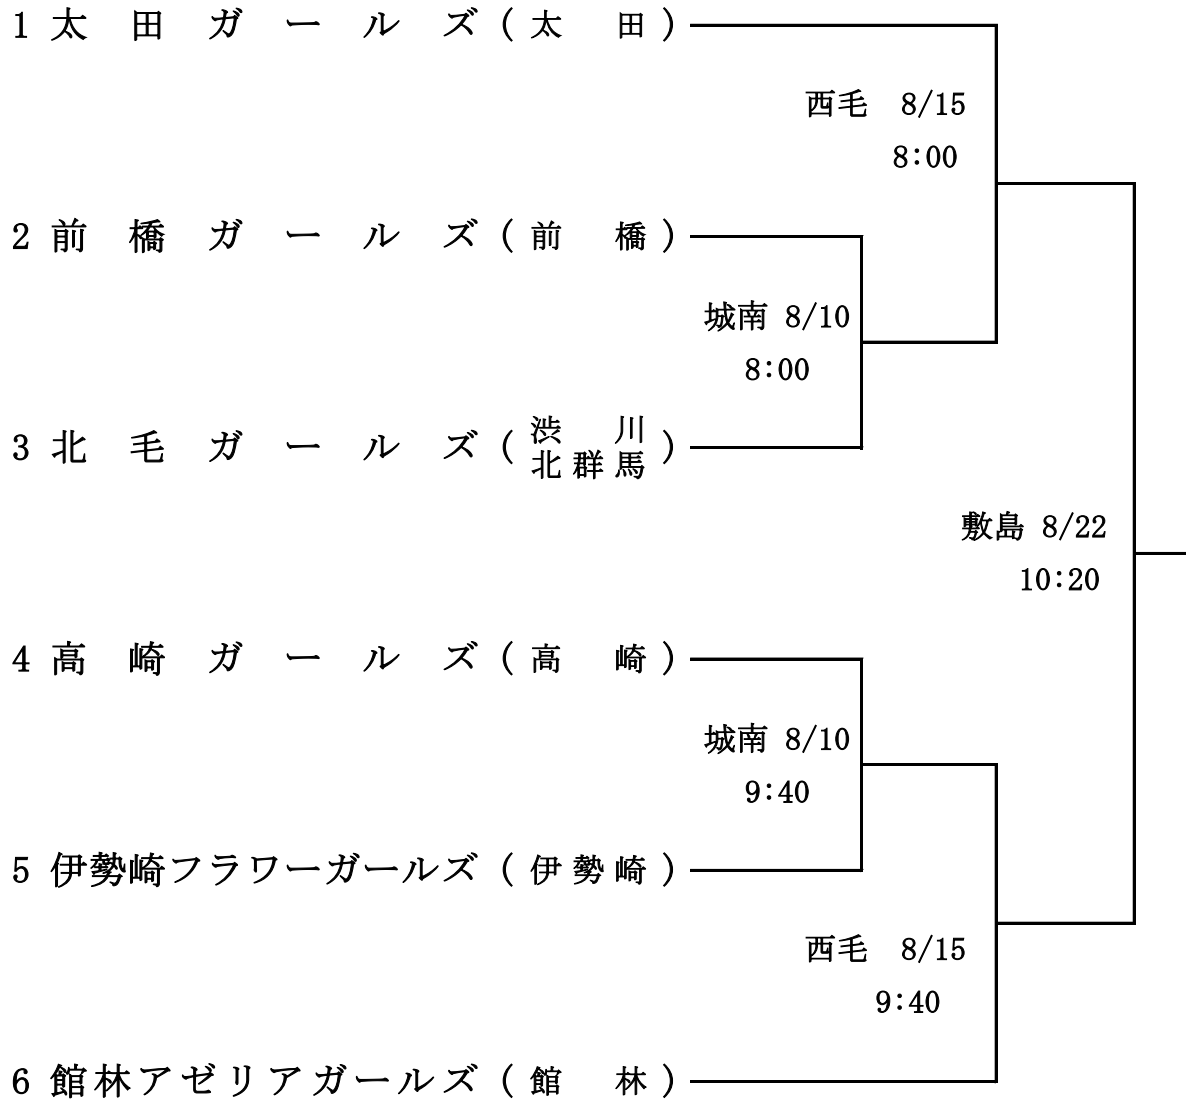 1 太田ガールズ(太田)
西毛 8/15
8:00
2 前橋ガールズ(前橋)
城南 8/10
8:00
3 北毛ガールズ(渋川
北群馬)
敷島 8/22
10:20
4 高崎ガールズ(高崎)
城南 8/10
9:40
5 伊勢崎フラワーガールズ(伊勢崎)
西毛 8/15
9:40
6 館林アゼリアガールズ(館林)